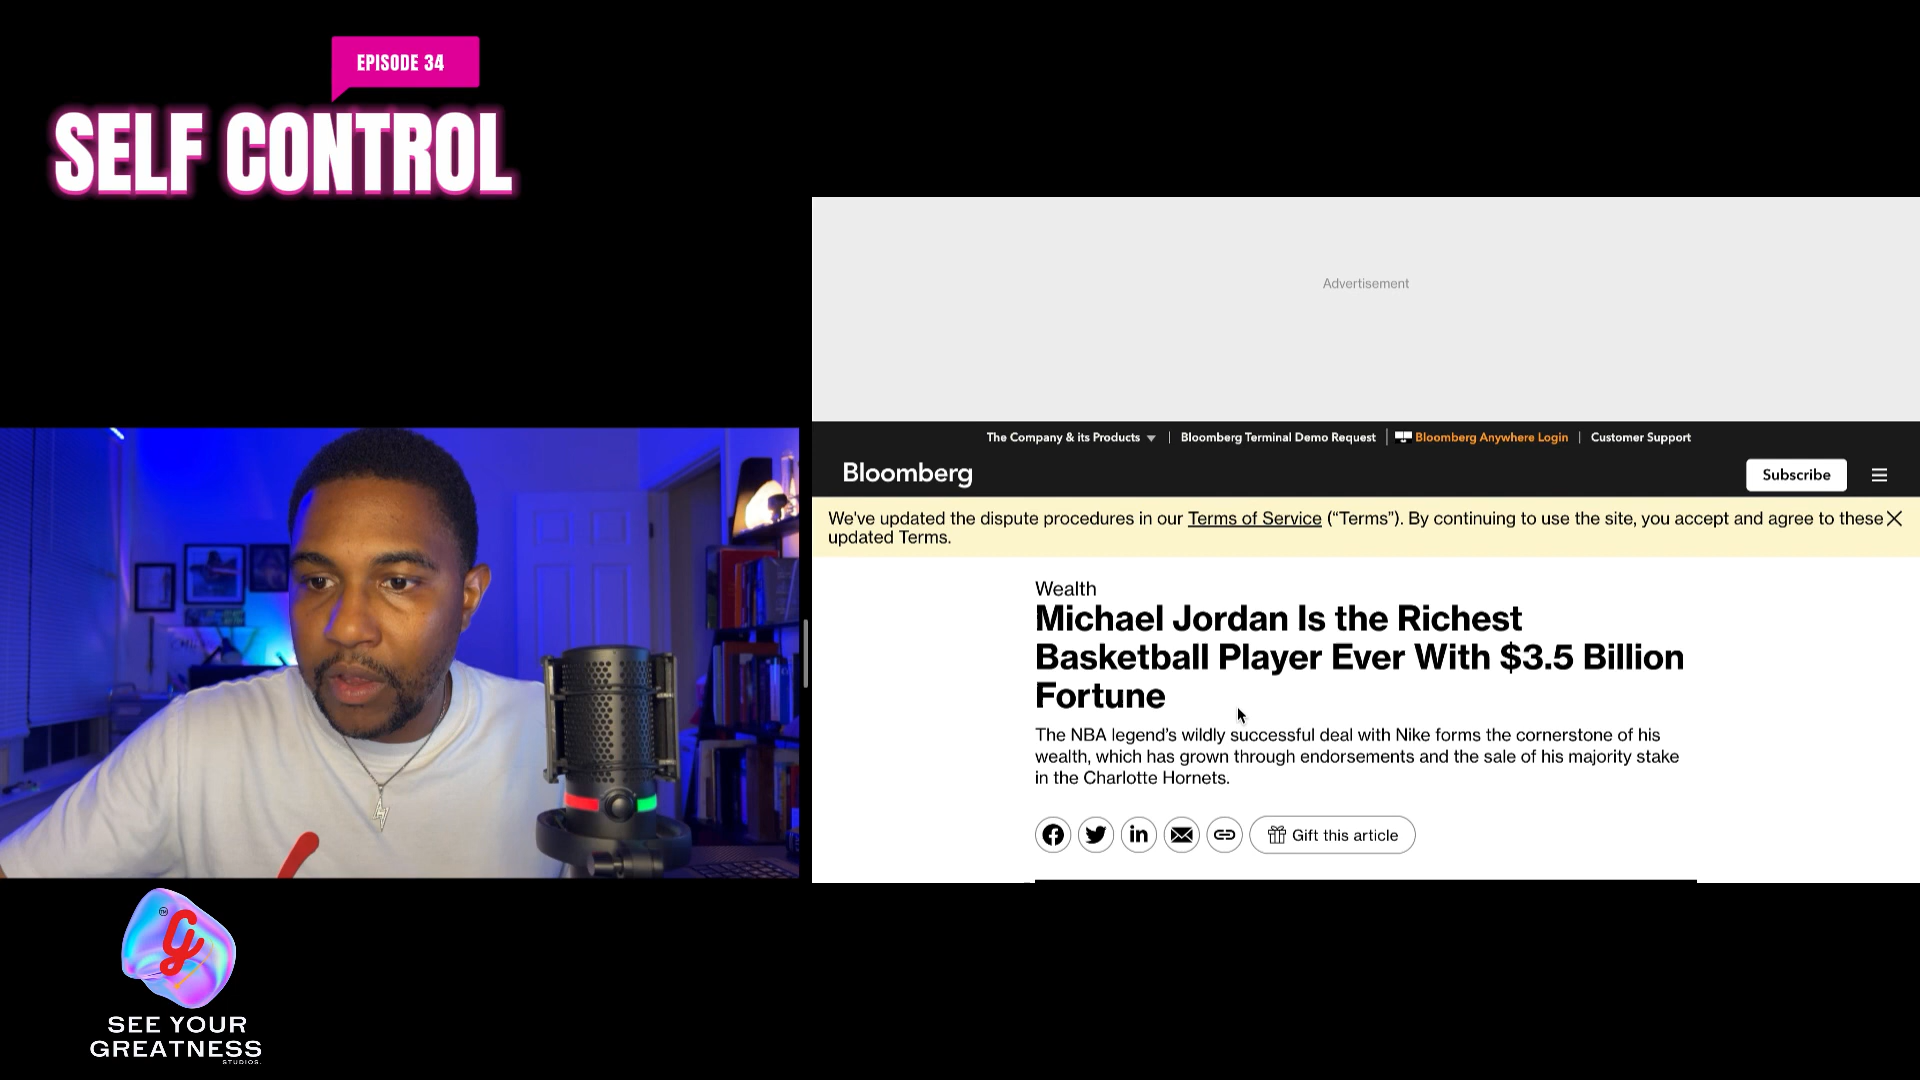 EPISODE 34
SELF CONTROL
Advertisement
The Company & its Products
Bloomberg Terminal Demo Request
Bloomberg Anywhere Login
Customer Support
Bloomberg
Subscribe
We've updated the dispute procedures in our Terms of Service (“Terms”). By continuing to use the site, you accept and agree to these
updated Terms.
Wealth
Michael Jordan Is the Richest
Basketball Player Ever With $3.5 Billion
Fortune
The NBA legend’s wildly successful deal with Nike forms the cornerstone of his
wealth, which has grown through endorsements and the sale of his majority stake
in the Charlotte Hornets.
Gift this article
G
TM
SEE YOUR
GREATNESS
STUDIOS.